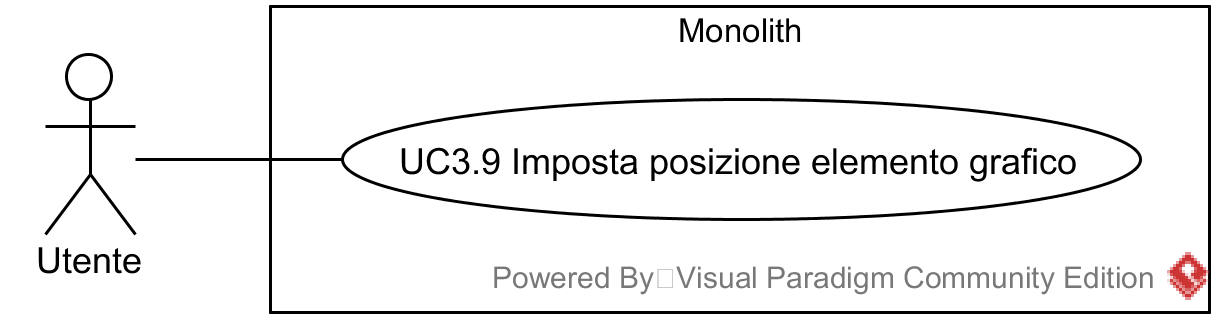 Monolith
UC3.9 Imposta posizione elemento grafico
Utente
Powered By Visual Paradigm Community Edition